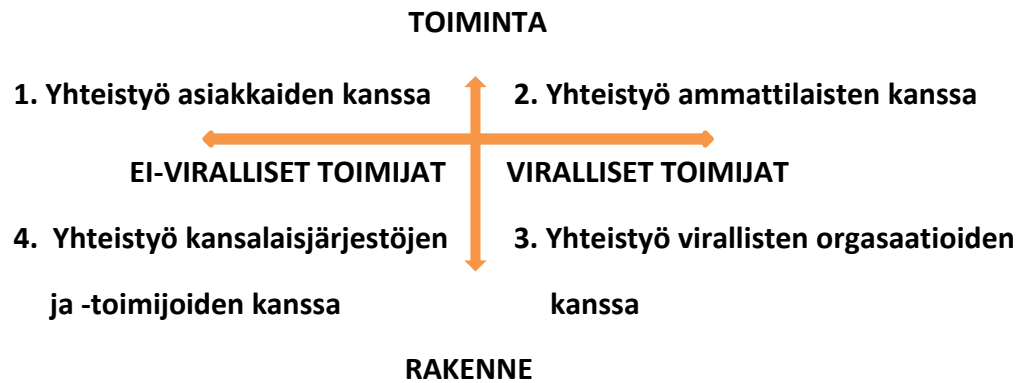 TOIMINTA
1. Yhteistyö asiakkaiden kanssa
2. Yhteistyö ammattilaisten kanssa
EI-VIRALLISET TOIMIJAT
VIRALLISET TOIMIJAT
4. Yhteistyö kansalaisjärjestöjen
ja -toimijoiden kanssa
3. Yhteistyö virallisten orgasaatioiden
kanssa
RAKENNE